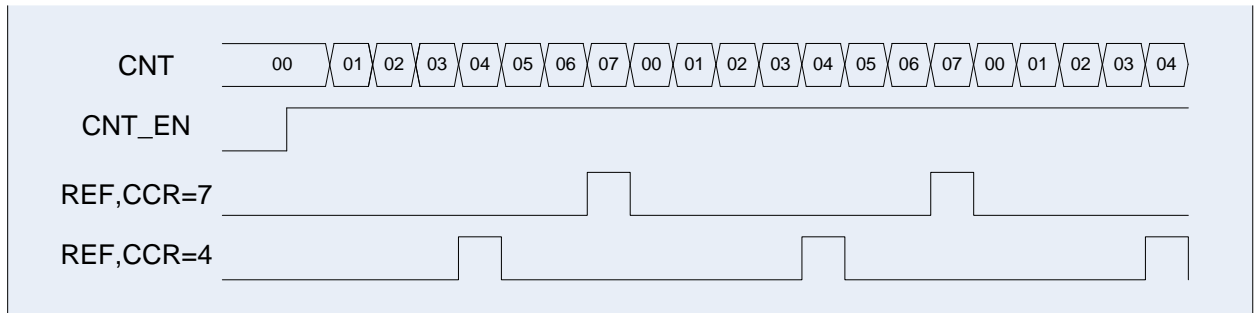 CNT 00 01 02 03 04 05 06 07 00 01 02 03 04 05 06 07 00 01 02 03 04
CNT_EN
REF,CCR=7
REF,CCR=4